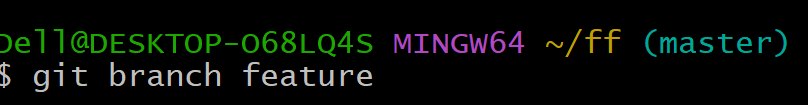 Dell@DESKTOP-O68LQ4S MINGW64 ~/ff (master)
$ git branch feature